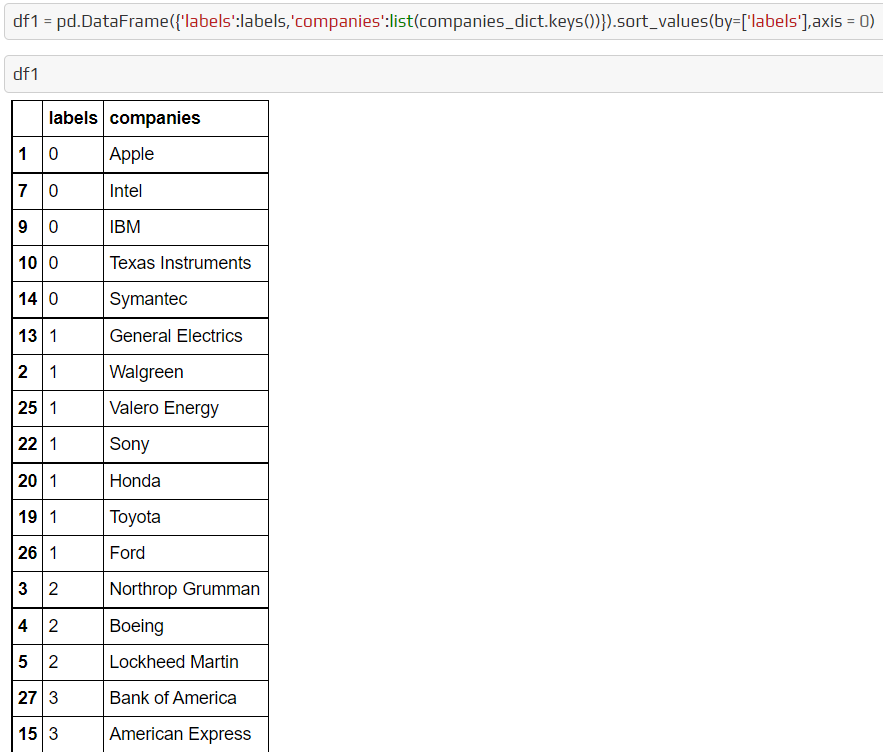 df1 = pd.DataFrame({'labels':labels,'companies':list(companies_dict.keys())}).sort_values(by=['labels'],axis = 0)
df1
labels companies
1 0 Apple
7 0 Intel
9 0 IBM
10 0 Texas Instruments
14 0 Symantec
13 1 General Electrics
2 1 Walgreen
25 1 Valero Energy
22 1 Sony
20 1 Honda
19 1 Toyota
26 1 Ford
3 2 Northrop Grumman
4 2 Boeing
5 2 Lockheed Martin
27 3 Bank of America
15 3 American Express